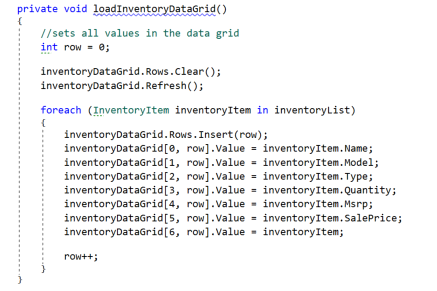 private void loadInventoryDataGrid()
{
//sets all values in the data grid
int row = 0;
inventoryDataGrid.Rows.Clear();
inventoryDataGrid.Refresh();
foreach (InventoryItem inventoryItem in inventoryList)
{
inventoryDataGrid.Rows.Insert(row);
inventoryDataGrid[0, row].Value = inventoryItem.Name;
inventoryDataGrid[1, row].Value = inventoryItem.Model;
inventoryDataGrid[2, row].Value = inventoryItem.Type;
inventoryDataGrid[3, row].Value = inventoryItem.Quantity;
inventoryDataGrid[4, row].Value = inventoryItem.Msrp;
inventoryDataGrid[5, row].Value = inventoryItem.SalePrice;
inventoryDataGrid[6, row].Value = inventoryItem;
row++;
}
}